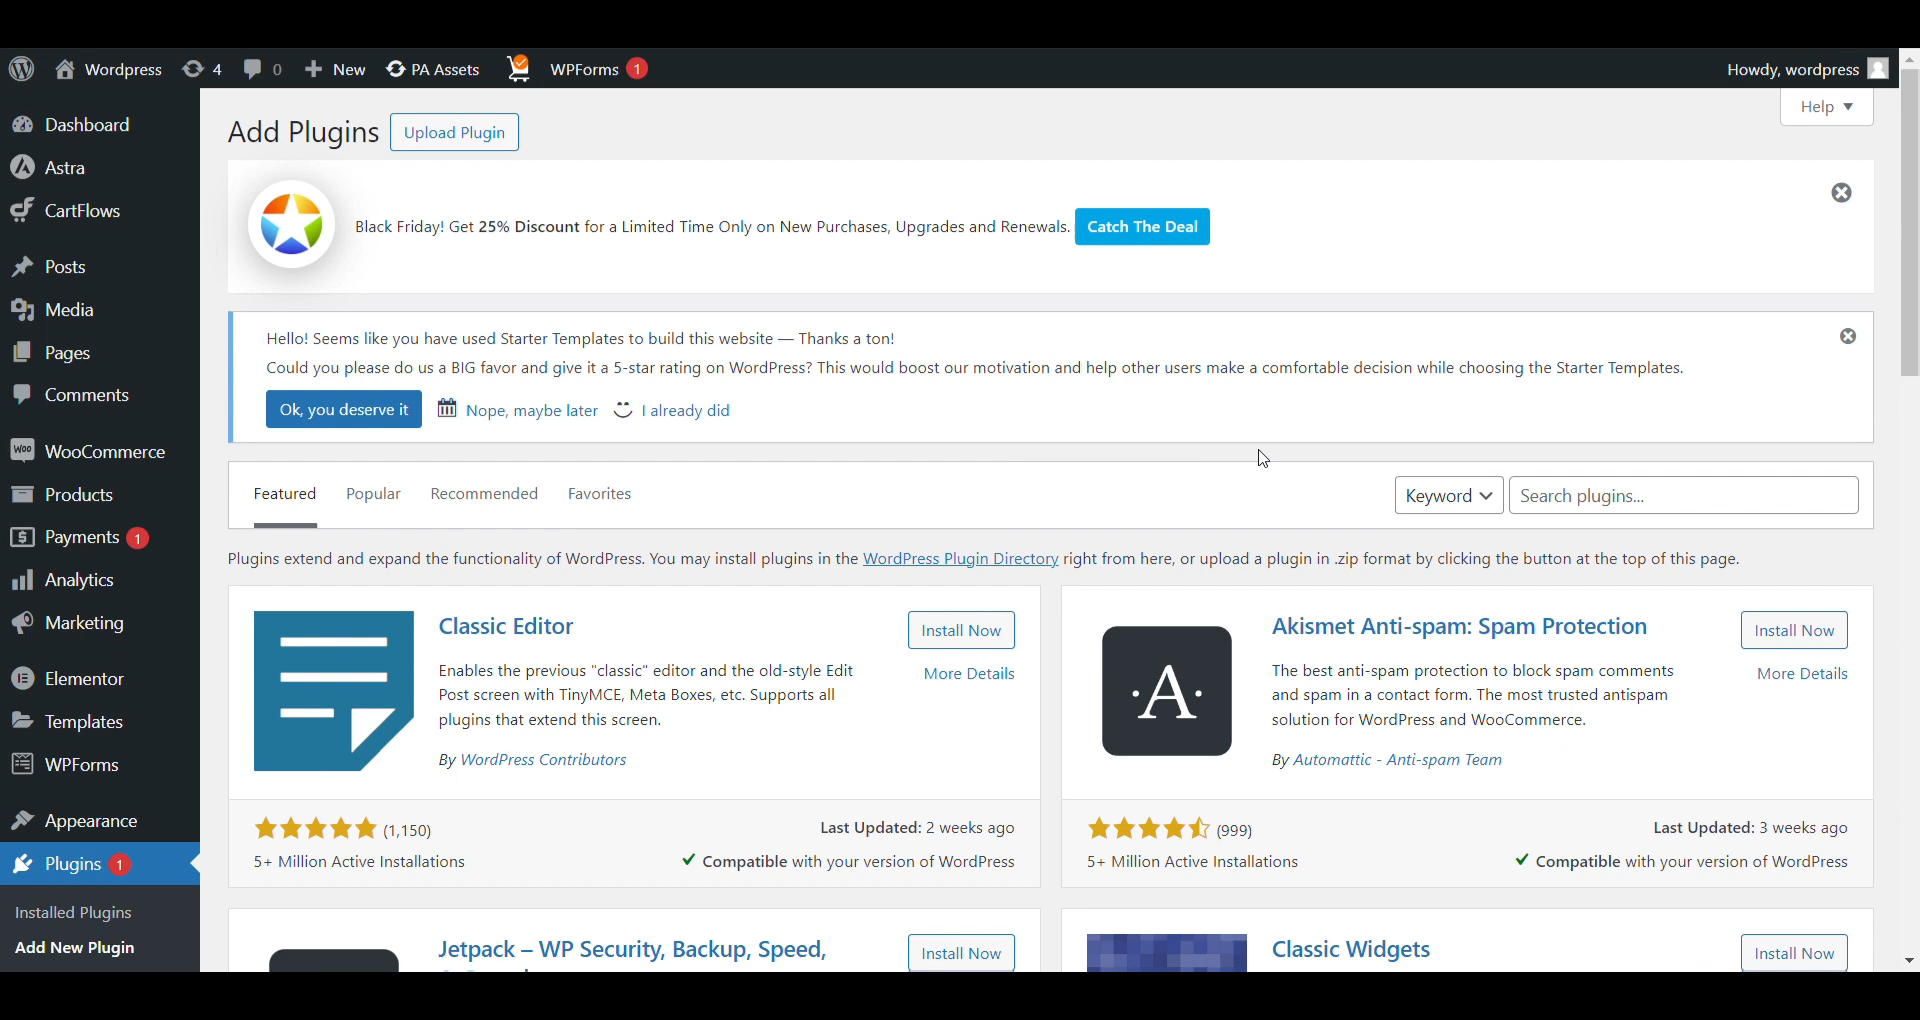 Wordpress 4 0 New PA Assets WPForms 1 Howdy, wordpress
Help
Dashboard
Astra
CartFlows
Posts
Media
Pages
Comments
WooCommerce
Products
Payments 1
Analytics
Marketing
Elementor
Templates
WPForms
Appearance
Plugins 1
Installed Plugins
Add New Plugin
Add Plugins Upload Plugin
Black Friday! Get 25% Discount for a Limited Time Only on New Purchases, Upgrades and Renewals. Catch The Deal
Hello! Seems like you have used Starter Templates to build this website — Thanks a ton!
Could you please do us a BIG favor and give it a 5-star rating on WordPress? This would boost our motivation and help other users make a comfortable decision while choosing the Starter Templates.
Ok, you deserve it Nope, maybe later I already did
Featured Popular Recommended Favorites Keyword Search plugins...
Plugins extend and expand the functionality of WordPress. You may install plugins in the WordPress Plugin Directory right from here, or upload a plugin in .zip format by clicking the button at the top of this page.
Classic Editor Install Now
More Details
Enables the previous "classic" editor and the old-style Edit
Post screen with TinyMCE, Meta Boxes, etc. Supports all
plugins that extend this screen.
By WordPress Contributors
(1,150) Last Updated: 2 weeks ago
5+ Million Active Installations Compatible with your version of WordPress
·A·
Akismet Anti-spam: Spam Protection Install Now
More Details
The best anti-spam protection to block spam comments
and spam in a contact form. The most trusted antispam
solution for WordPress and WooCommerce.
By Automattic - Anti-spam Team
(999) Last Updated: 3 weeks ago
5+ Million Active Installations Compatible with your version of WordPress
Jetpack – WP Security, Backup, Speed, Install Now
Classic Widgets Install Now